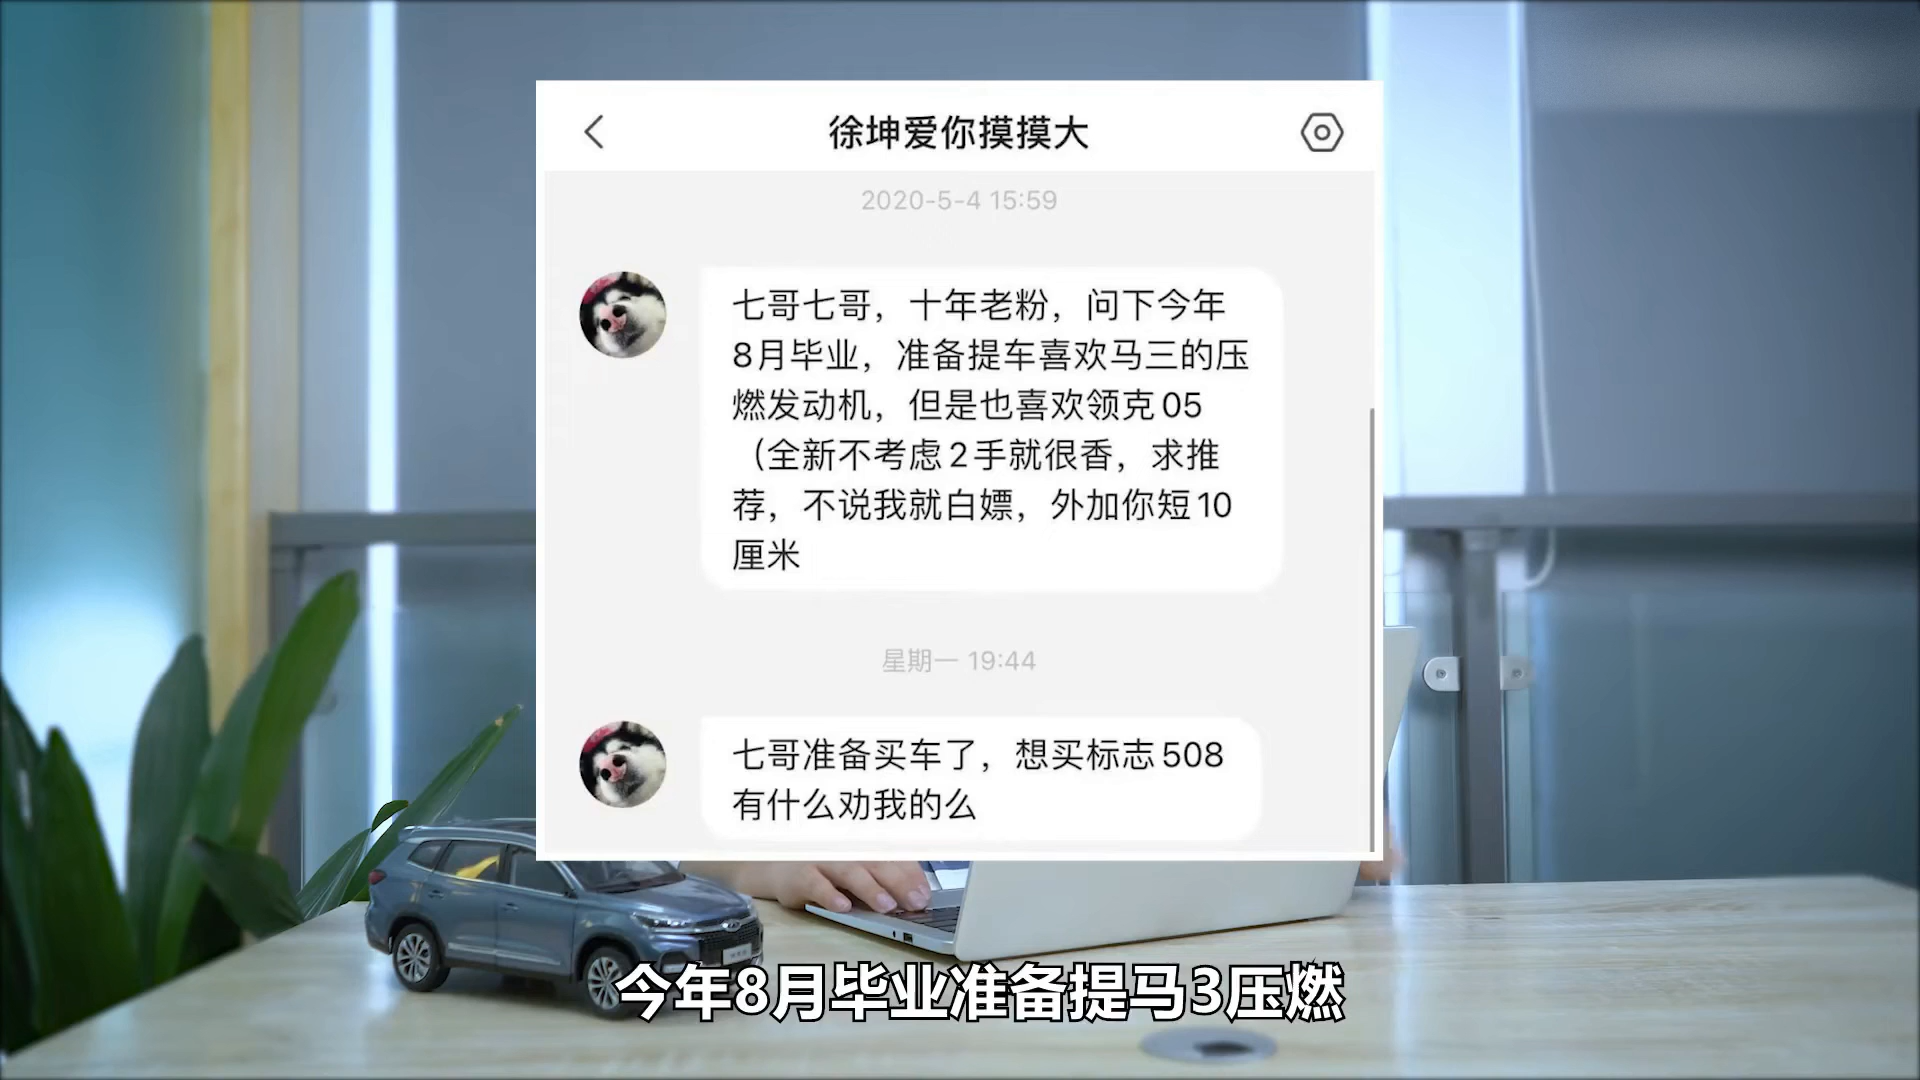 徐坤爱你摸摸大
2020-5-4 15:59
七哥七哥，十年老粉，问下今年
8月毕业，准备提车喜欢马三的压
燃发动机，但是也喜欢领克05
（全新不考虑2手就很香，求推
荐，不说我就白嫖，外加你短10
厘米
星期一 19:44
七哥准备买车了，想买标志508
有什么劝我的么
今年8月毕业准备提马3压燃